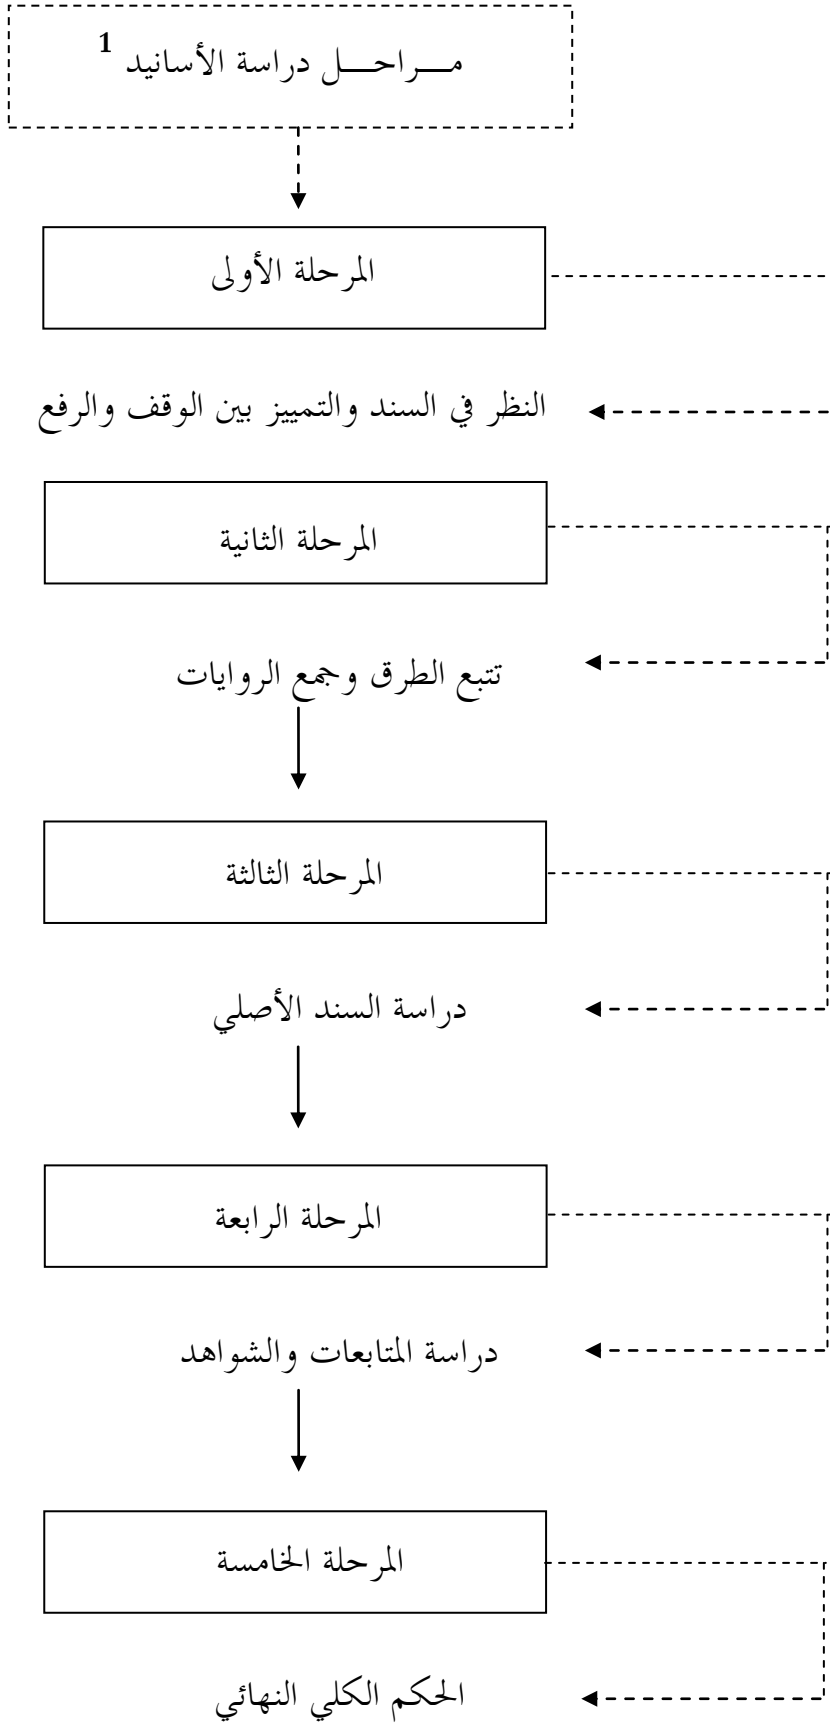 مـــراحـــل دراسة الأسانيد 1
المرحلة الأولى
النظر في السند والتمييز بين الوقف والرفع
المرحلة الثانية
تتبع الطرق وجمع الروايات
المرحلة الثالثة
دراسة السند الأصلي
المرحلة الرابعة
دراسة المتابعات والشواهد
المرحلة الخامسة
الحكم الكلي النهائي